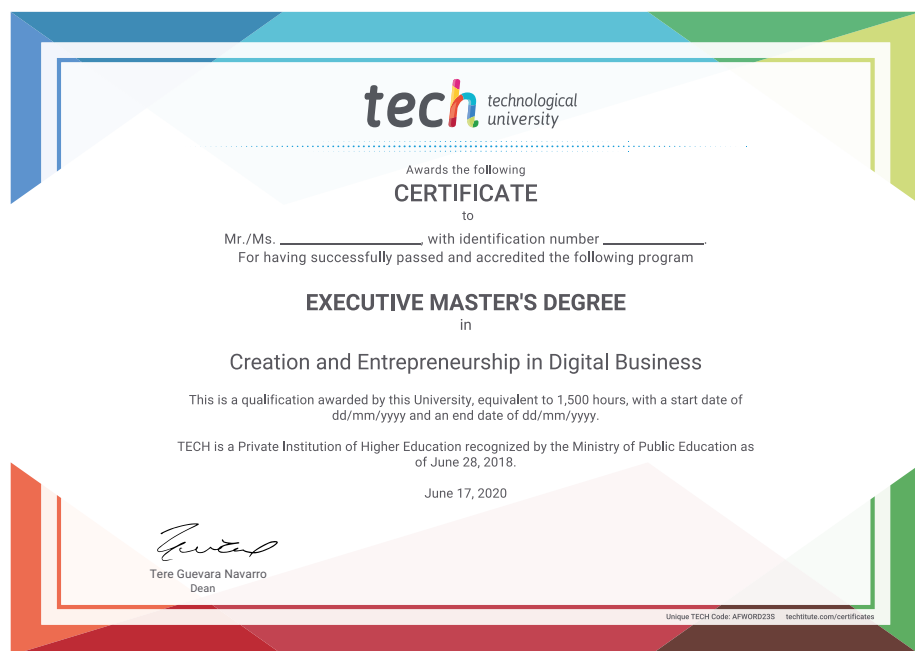 tech technological
university
Awards the following
CERTIFICATE
to
Mr./Ms. ____________________, with identification number ______________.
For having successfully passed and accredited the following program
EXECUTIVE MASTER'S DEGREE
in
Creation and Entrepreneurship in Digital Business
This is a qualification awarded by this University, equivalent to 1,500 hours, with a start date of
dd/mm/yyyy and an end date of dd/mm/yyyy.
TECH is a Private Institution of Higher Education recognized by the Ministry of Public Education as
of June 28, 2018.
June 17, 2020
Tere Guevara Navarro
Dean
Unique TECH Code: AFWORD23S techtitute.com/certificates